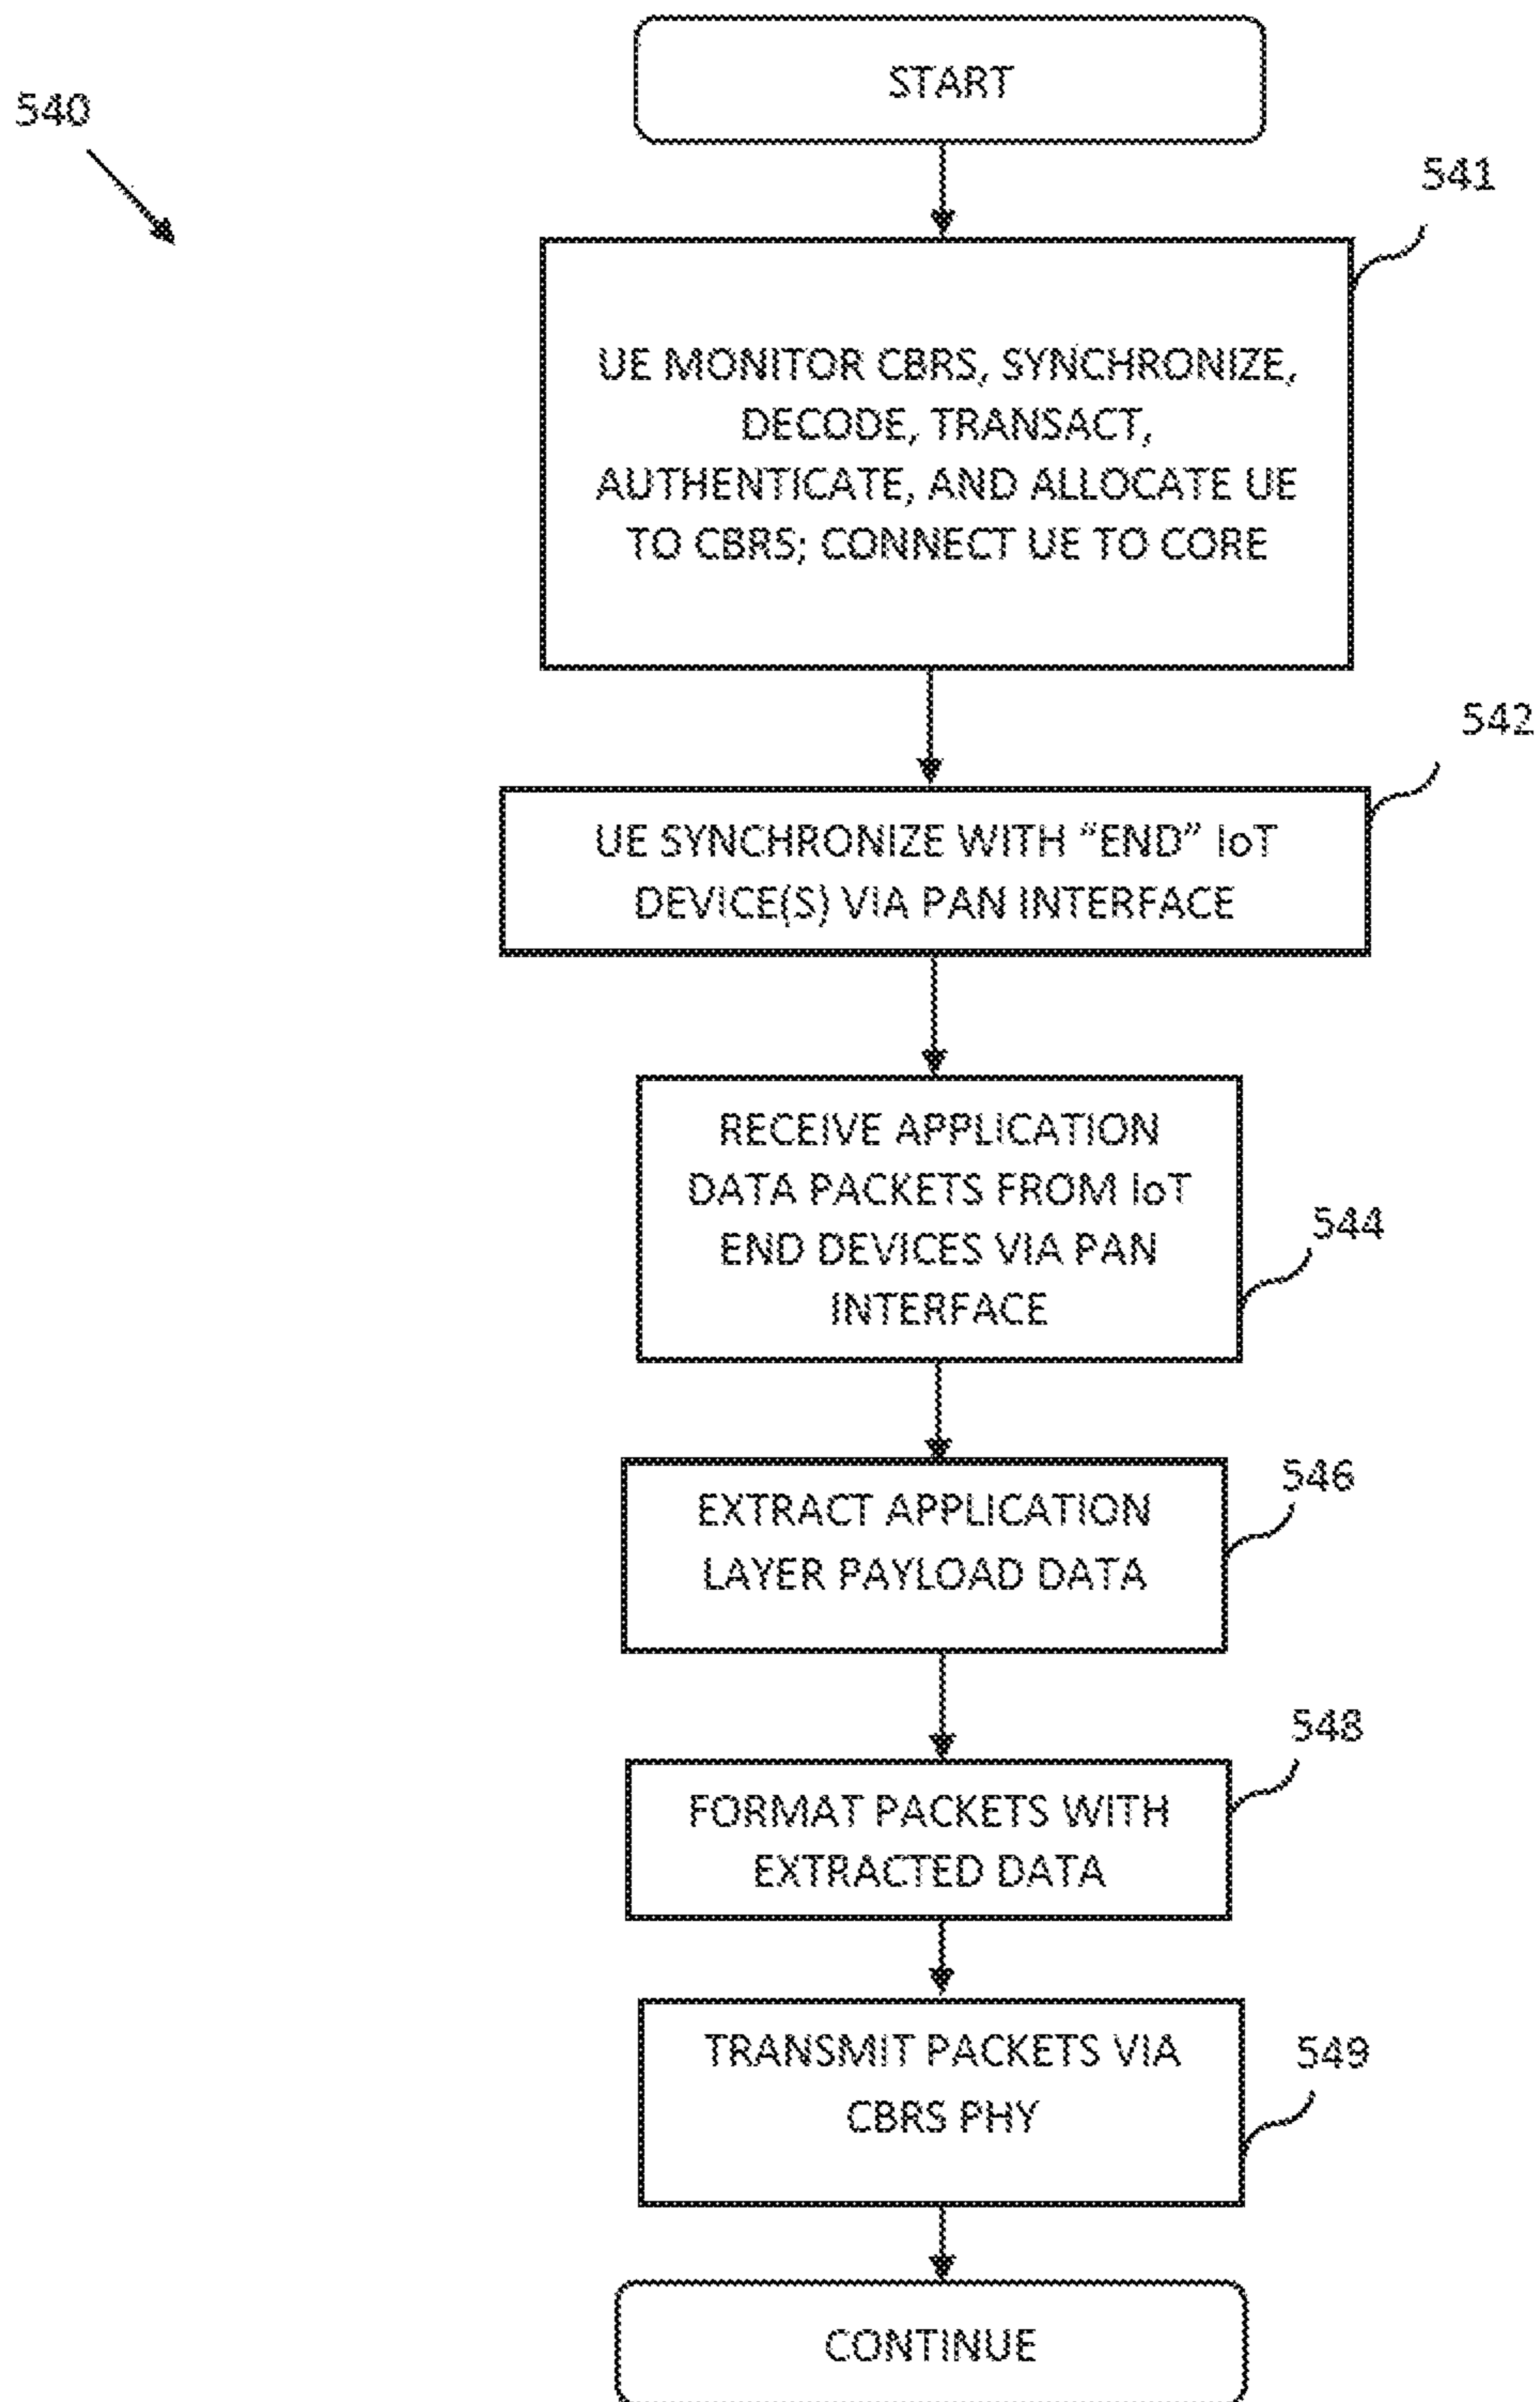 START
540
541
UE MONITOR CBRS, SYNCHRONIZE,
DECODE, TRANSACT,
AUTHENTICATE, AND ALLOCATE UE
TO CBRS; CONNECT UE TO CORE
542
UE SYNCHRONIZE WITH “END” IoT
DEVICE(S) VIA PAN INTERFACE
RECEIVE APPLICATION
DATA PACKETS FROM IoT
END DEVICES VIA PAN
INTERFACE
544
546
EXTRACT APPLICATION
LAYER PAYLOAD DATA
548
FORMAT PACKETS WITH
EXTRACTED DATA
TRANSMIT PACKETS VIA
CBRS PHY
549
CONTINUE